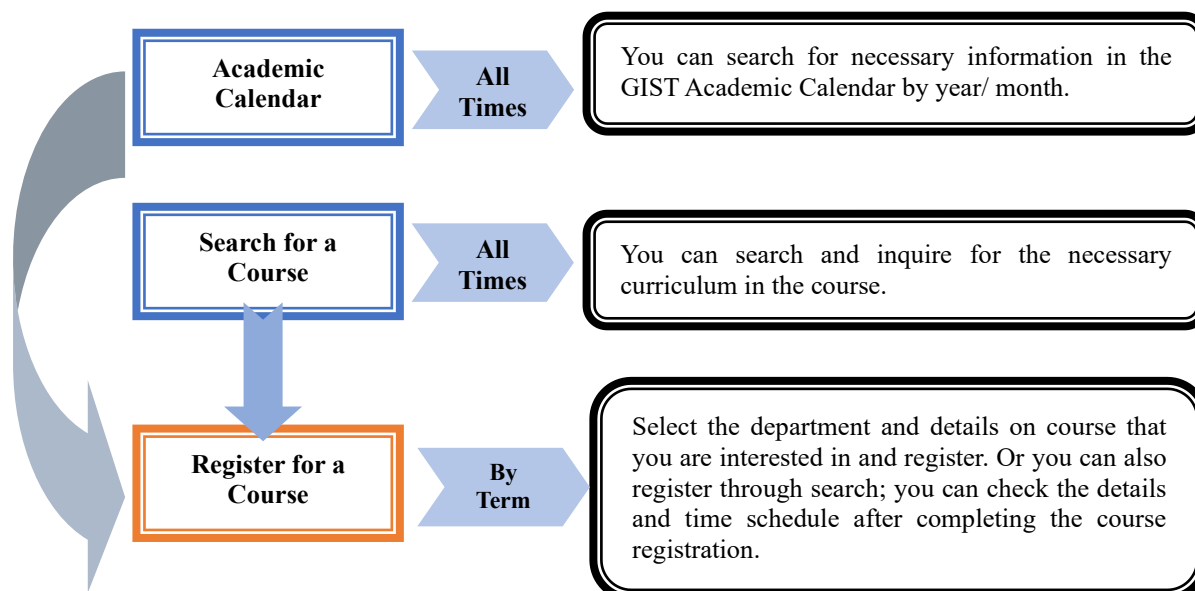 Academic
Calendar
All
Times
You can search for necessary information in the
GIST Academic Calendar by year/ month.
Search for a
Course
All
Times
You can search and inquire for the necessary
curriculum in the course.
Register for a
Course
By
Term
Select the department and details on course that
you are interested in and register. Or you can also
register through search; you can check the details
and time schedule after completing the course
registration.